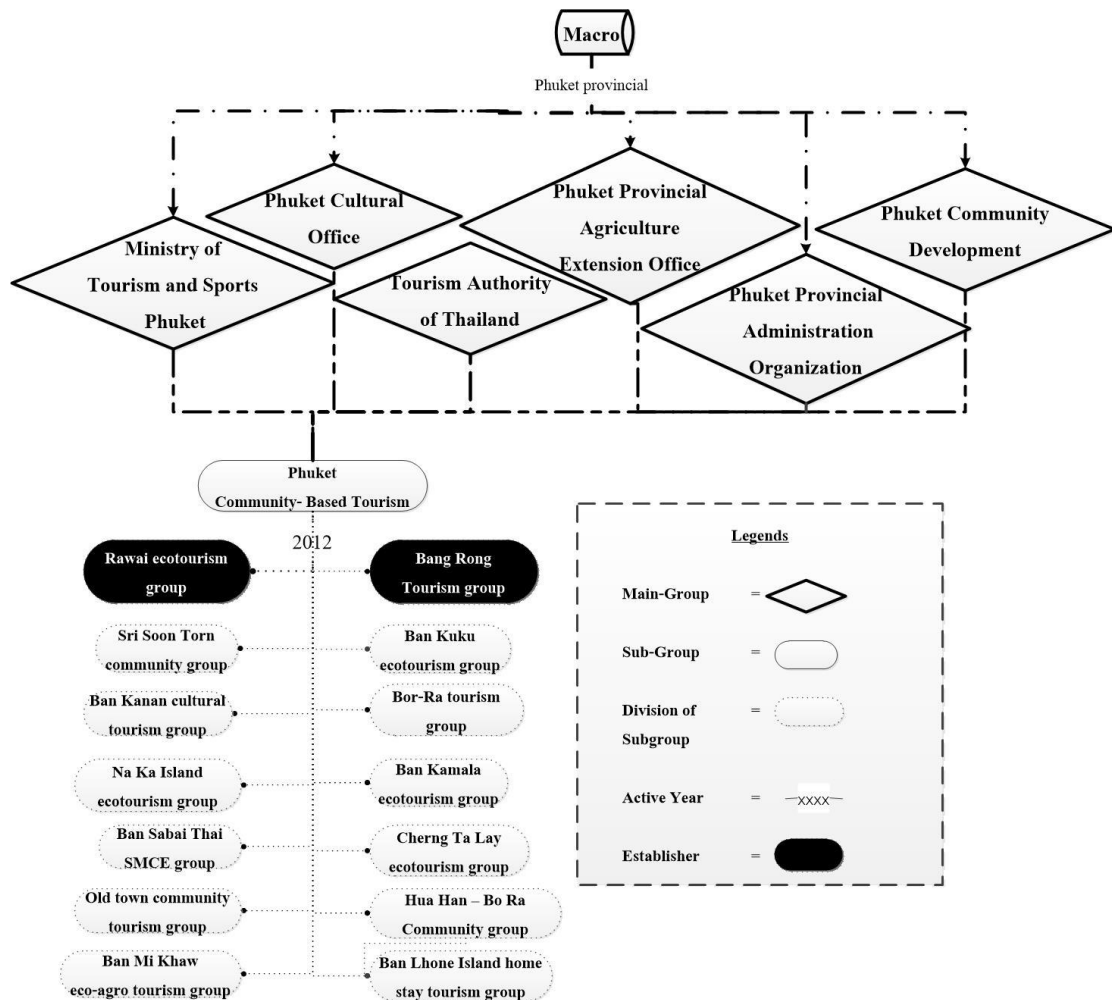 Macro
Phuket provincial
Phuket Cultural
Office
Phuket Provincial
Agriculture
Extension Office
Phuket Community
Development
Ministry of
Tourism and Sports
Phuket
Tourism Authority
of Thailand
Phuket Provincial
Administration
Organization
Phuket
Community- Based Tourism
2012
Rawai ecotourism
group
Bang Rong
Tourism group
Sri Soon Torn
community group
Ban Kuku
ecotourism group
Ban Kanan cultural
tourism group
Bor-Ra tourism
group
Na Ka Island
ecotourism group
Ban Kamala
ecotourism group
Ban Sabai Thai
SMCE group
Cherng Ta Lay
ecotourism group
Old town community
tourism group
Hua Han – Bo Ra
Community group
Ban Mi Khaw
eco-agro tourism group
Ban Lhone Island home
stay tourism group
Legends
Main-Group =
Sub-Group =
Division of =
Subgroup
Active Year = XXXX
Establisher =